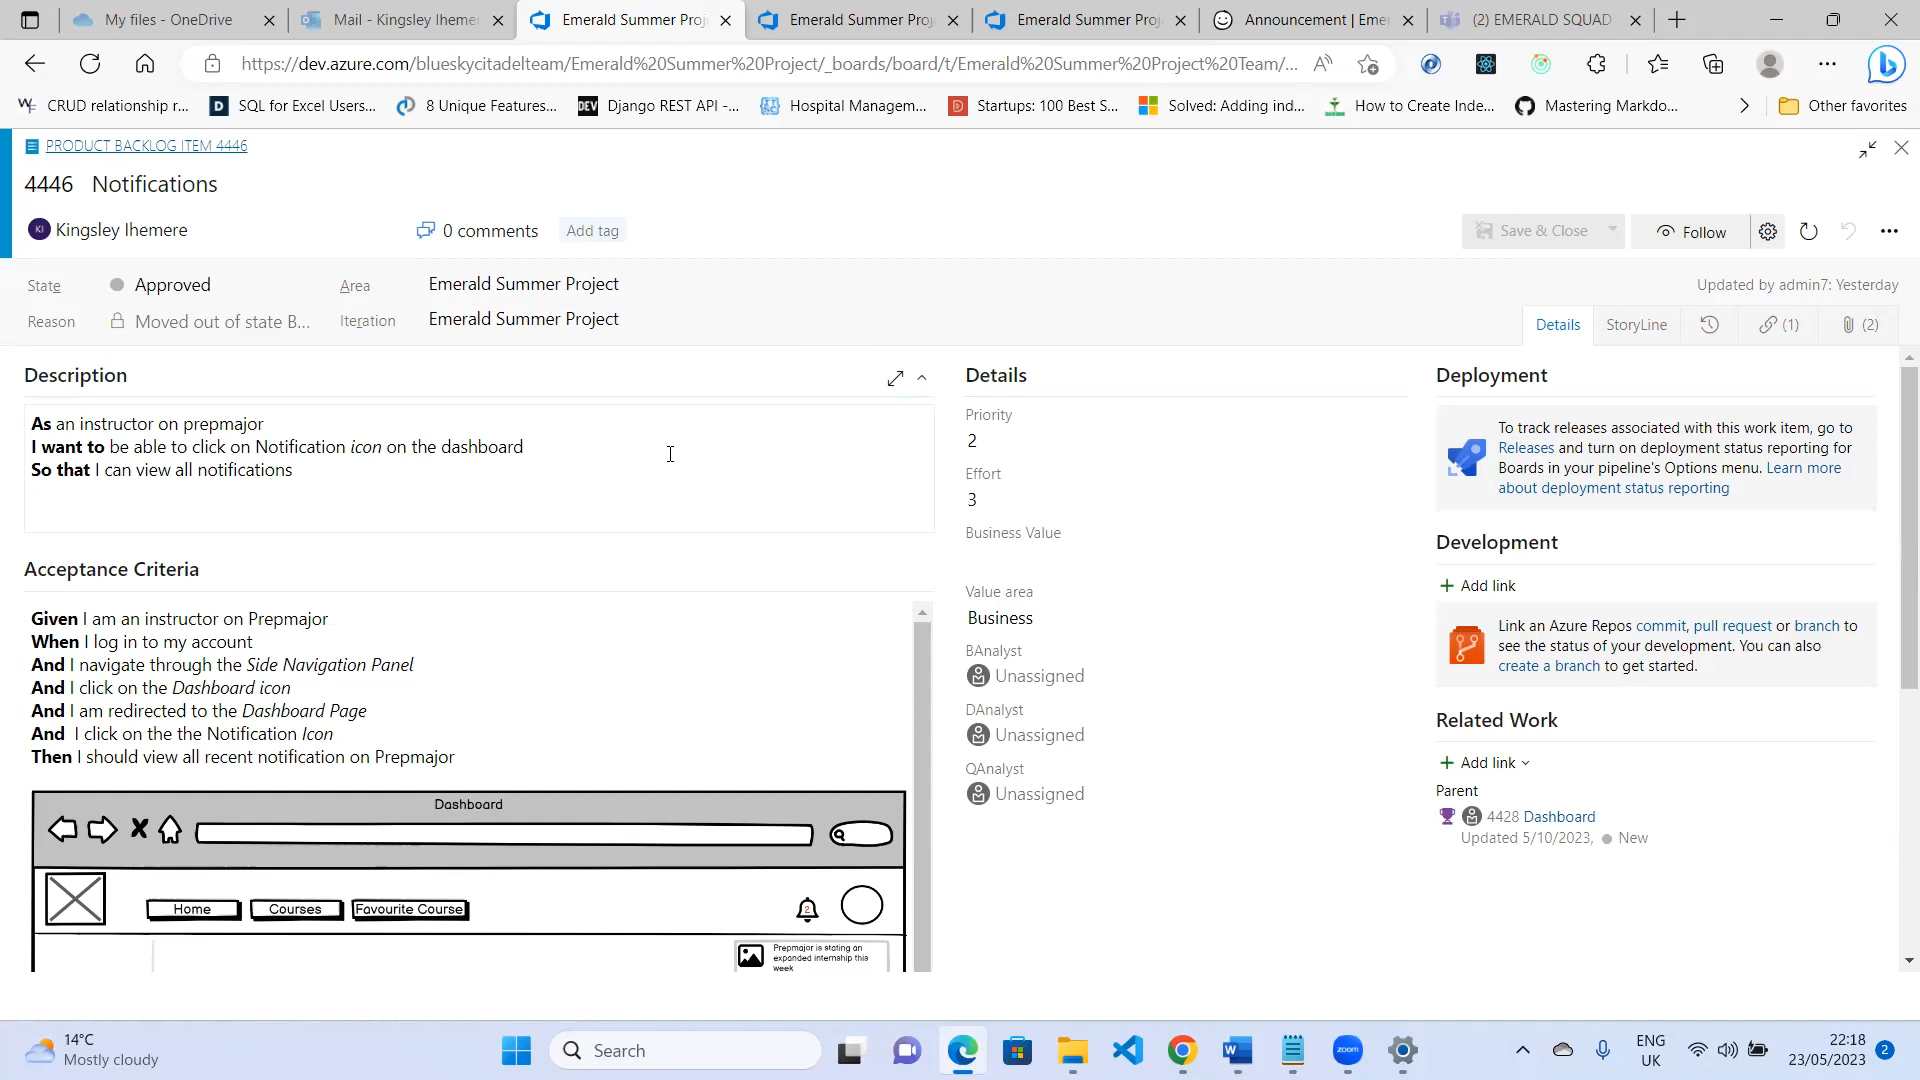 My files - OneDrive
Mail - Kingsley Iheme
Emerald Summer Proj
Emerald Summer Proj
Emerald Summer Proj
Announcement | Eme
(2) EMERALD SQUAD
https://dev.azure.com/blueskycitadelteam/Emerald%20Summer%20Project/_boards/board/t/Emerald%20Summer%20Project%20Team/...
CRUD relationship r...
SQL for Excel Users...
8 Unique Features...
Django REST API -...
Hospital Managem...
Startups: 100 Best S...
Solved: Adding ind...
How to Create Inde...
Mastering Markdo...
Other favorites
PRODUCT BACKLOG ITEM 4446
4446 Notifications
KI Kingsley Ihemere
0 comments
Add tag
Save & Close
Follow
State
Approved
Area
Emerald Summer Project
Updated by admin7: Yesterday
Reason
Moved out of state B...
Iteration
Emerald Summer Project
Details
StoryLine
(1)
(2)
Description
As an instructor on prepmajor
I want to be able to click on Notification icon on the dashboard
So that I can view all notifications
Acceptance Criteria
Given I am an instructor on Prepmajor
When I log in to my account
And I navigate through the Side Navigation Panel
And I click on the Dashboard icon
And I am redirected to the Dashboard Page
And I click on the the Notification Icon
Then I should view all recent notification on Prepmajor
Dashboard
Home
Courses
Favourite Course
2
Prepmajor is stating an
expanded internship this
week
Details
Priority
2
Effort
3
Business Value
Value area
Business
BAnalyst
Unassigned
DAnalyst
Unassigned
QAnalyst
Unassigned
Deployment
To track releases associated with this work item, go to
Releases and turn on deployment status reporting for
Boards in your pipeline's Options menu. Learn more
about deployment status reporting
Development
Add link
Link an Azure Repos commit, pull request or branch to
see the status of your development. You can also
create a branch to get started.
Related Work
Add link
Parent
4428 Dashboard
Updated 5/10/2023, New
14°C
Mostly cloudy
Search
zoom
ENG
UK
22:18
23/05/2023
2